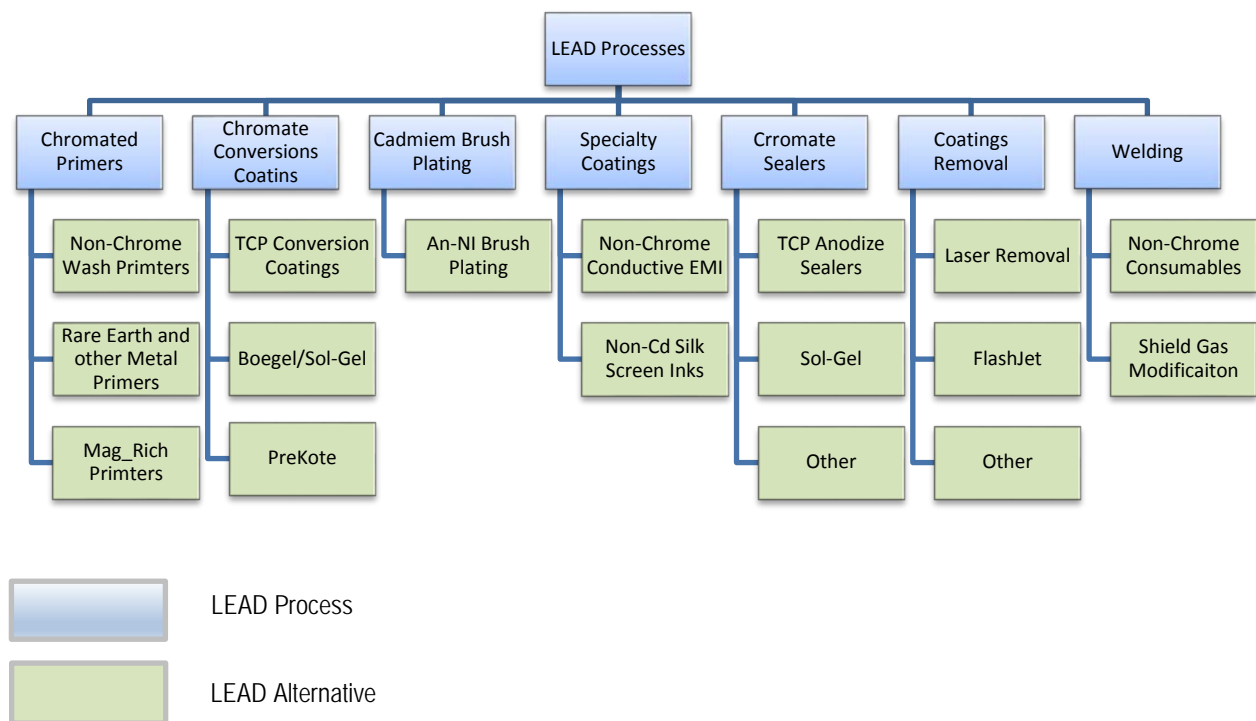 LEAD Processes
Chromated
Primers
Chromate
Conversions
Coatins
Cadmiem Brush
Plating
Specialty
Coatings
Crromate
Sealers
Coatings
Removal
Welding
Non-Chrome
Wash Primters
TCP Conversion
Coatings
An-NI Brush
Plating
Non-Chrome
Conductive EMI
TCP Anodize
Sealers
Laser Removal
Non-Chrome
Consumables
Rare Earth and
other Metal
Primers
Boegel/Sol-Gel
Non-Cd Silk
Screen Inks
Sol-Gel
FlashJet
Shield Gas
Modificaiton
Mag_Rich
Primters
PreKote
Other
Other
LEAD Process
LEAD Alternative